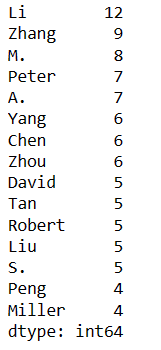 Li 12
Zhang 9
M. 8
Peter 7
A. 7
Yang 6
Chen 6
Zhou 6
David 5
Tan 5
Robert 5
Liu 5
S. 5
Peng 4
Miller 4
dtype: int64